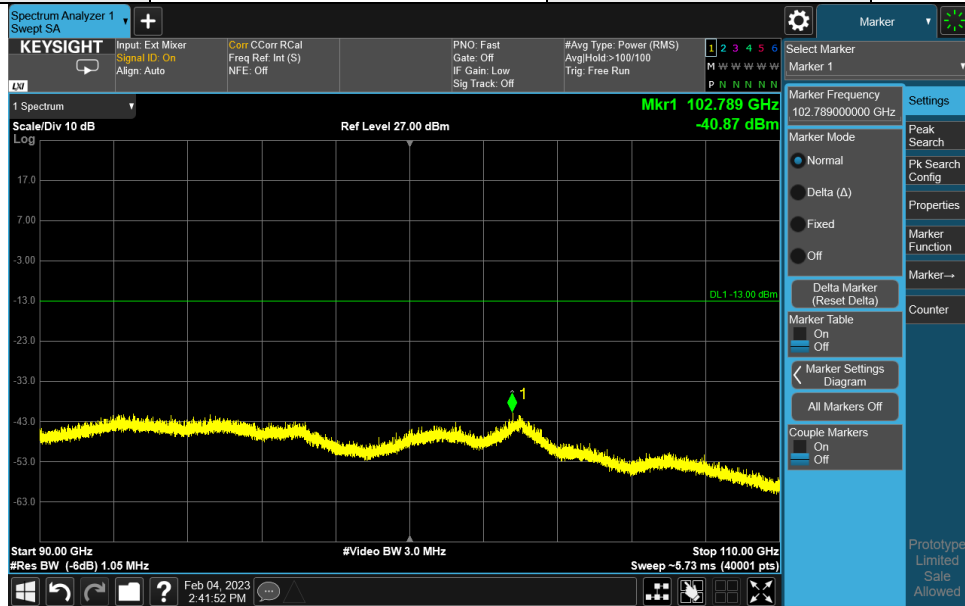 Spectrum Analyzer 1
Swept SA
Marker
KEYSIGHT
LXI
Input: Ext Mixer
Signal ID: On
Align: Auto
Corr CCorr RCal
Freq Ref: Int (S)
NFE: Off
PNO: Fast
Gate: Off
IF Gain: Low
Sig Track: Off
#Avg Type: Power (RMS)
Avg|Hold:>100/100
Trig: Free Run
1 2 3 4 5 6
M W W W W W
P N N N N N
Select Marker
Marker 1
1 Spectrum
Scale/Div 10 dB
Ref Level 27.00 dBm
Mkr1 102.789 GHz
-40.87 dBm
Log
17.0
7.00
-3.00
-13.0
-23.0
-33.0
-43.0
-53.0
-63.0
DL1 -13.00 dBm
1
Start 90.00 GHz
#Video BW 3.0 MHz
Stop 110.00 GHz
#Res BW (-6dB) 1.05 MHz
Sweep ~5.73 ms (40001 pts)
Marker Frequency
102.789000000 GHz
Marker Mode
Normal
Delta (Δ)
Fixed
Off
Delta Marker
(Reset Delta)
Marker Table
On
Off
Marker Settings
Diagram
All Markers Off
Couple Markers
On
Off
Settings
Peak
Search
Pk Search
Config
Properties
Marker
Function
Marker→
Counter
Prototype
Limited
Sale
Allowed
?
Feb 04, 2023
2:41:52 PM